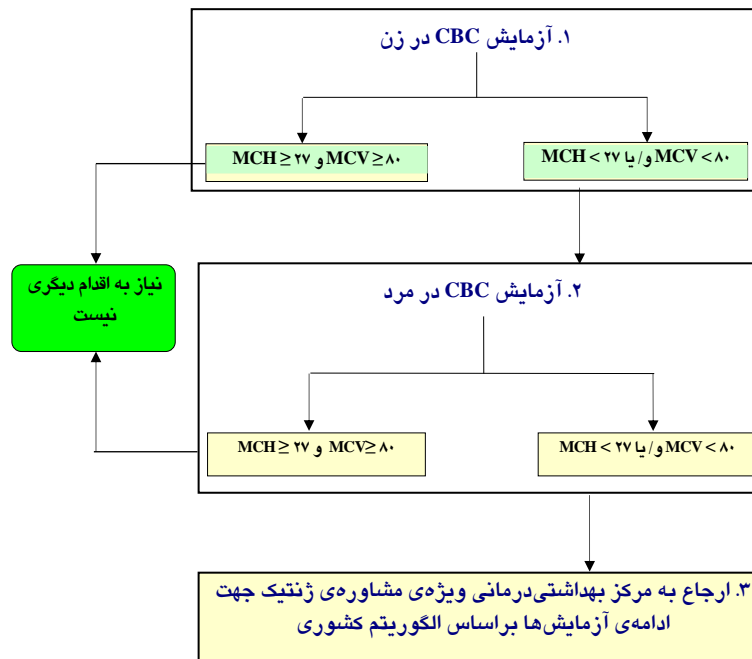 ۱. آزمایش CBC در زن
MCV < ۸۰ و/ یا MCH < ۲۷
MCV ≥ ۸۰ و MCH ≥ ۲۷
نیاز به اقدام دیگری
نیست
۲. آزمایش CBC در مرد
MCV < ۸۰ و/ یا MCH < ۲۷
MCV≥ ۸۰ و MCH ≥ ۲۷
۳. ارجاع به مرکز بهداشتی‌درمانی ویژه‌ی مشاوره‌ی ژنتیک جهت
ادامه‌ی آزمایش‌ها براساس الگوریتم کشوری